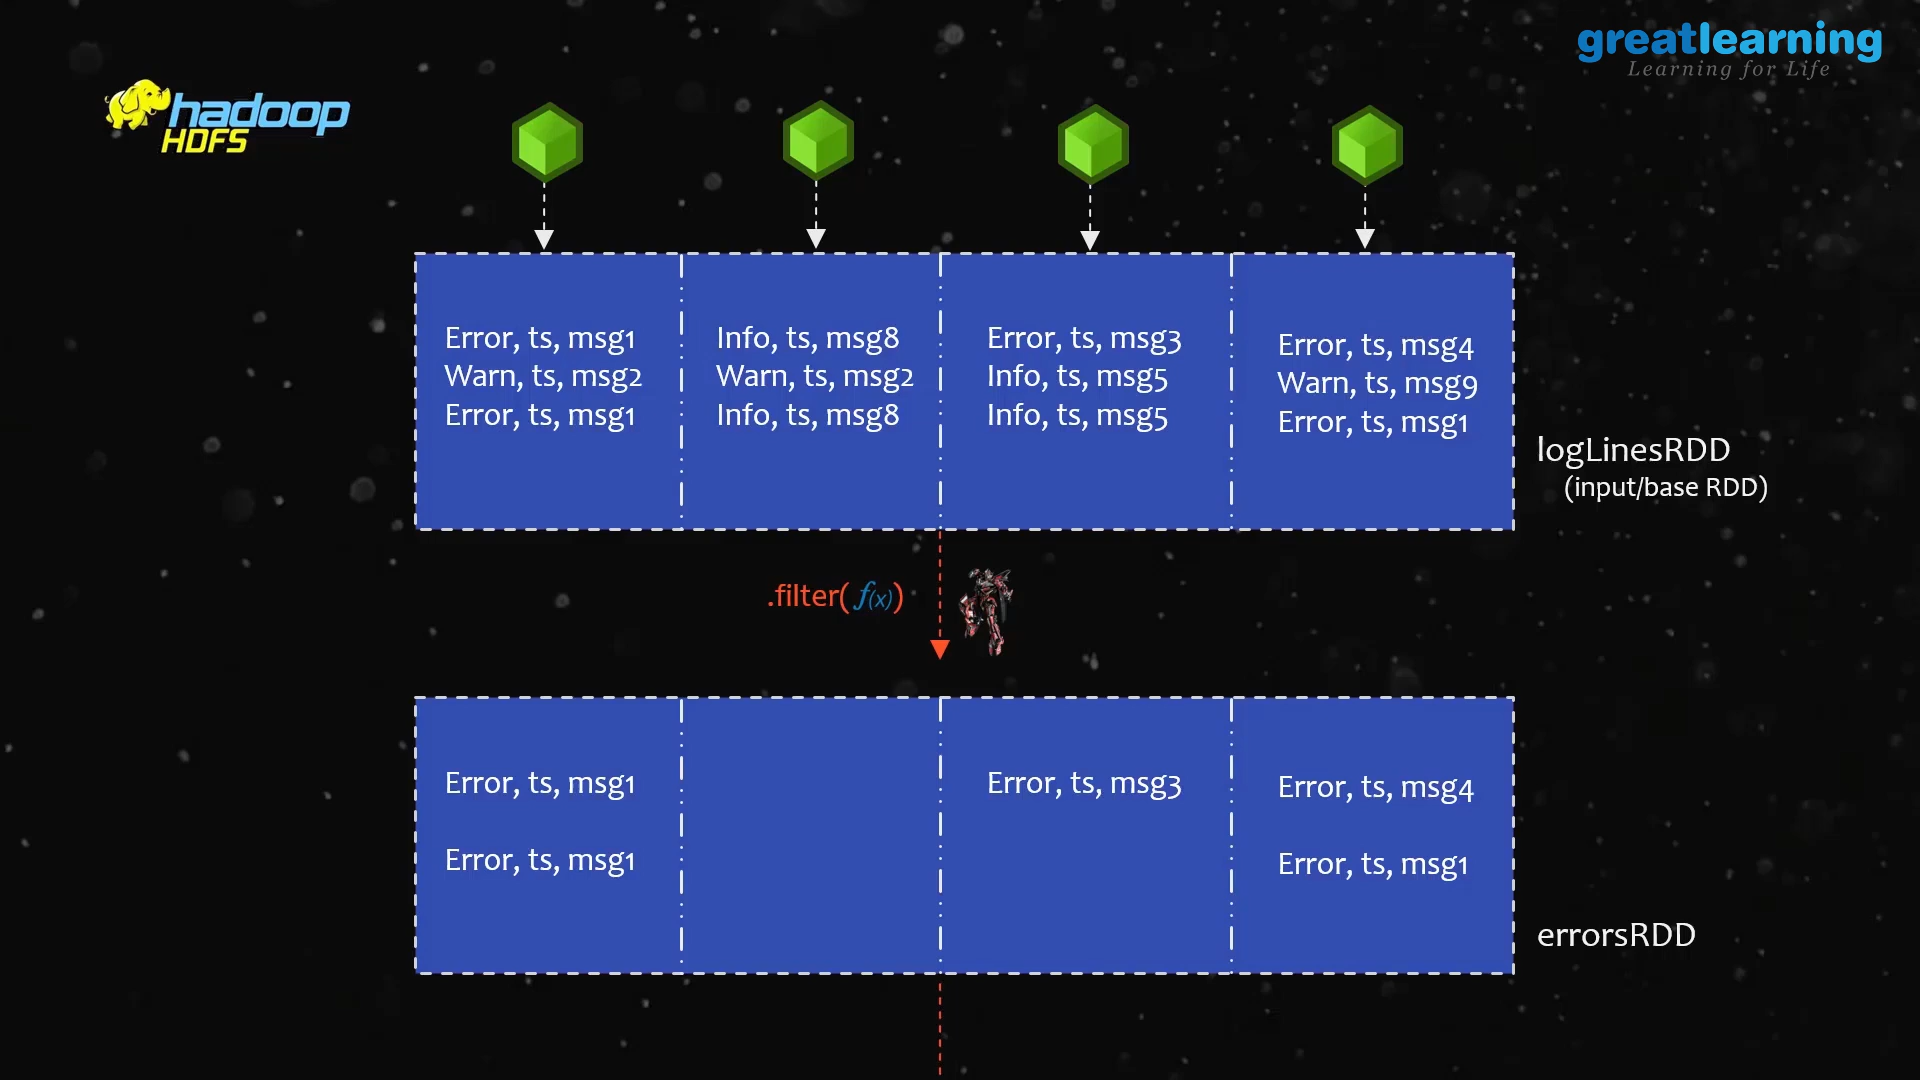 greatlearning
Learning for Life
hadoop
HDFS
Error, ts, msg1
Warn, ts, msg2
Error, ts, msg1
Info, ts, msg8
Warn, ts, msg2
Info, ts, msg8
Error, ts, msg3
Info, ts, msg5
Info, ts, msg5
Error, ts, msg4
Warn, ts, msg9
Error, ts, msg1
logLinesRDD
(input/base RDD)
.filter( f(x))
Error, ts, msg1
Error, ts, msg1
Error, ts, msg3
Error, ts, msg4
Error, ts, msg1
errorsRDD